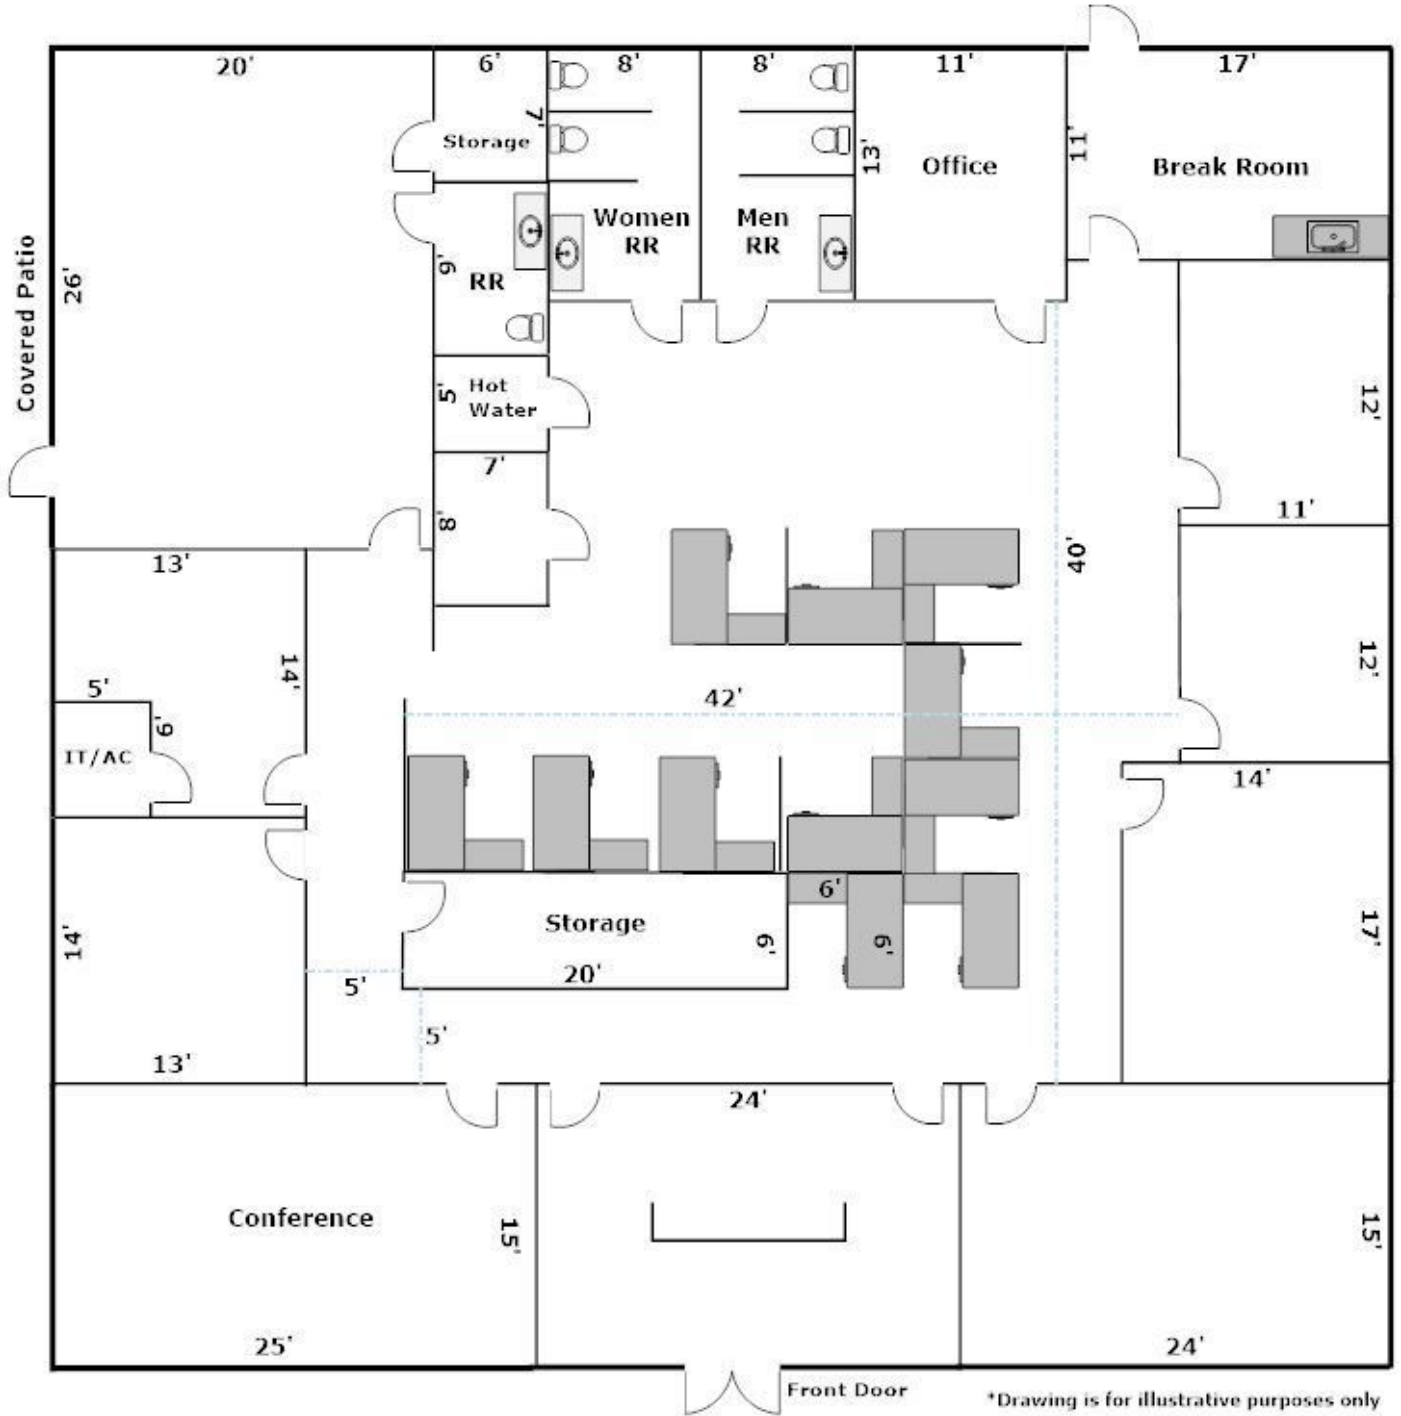 20'
6'
8'
8'
11'
17'
7'
Storage
13'
11'
Office
Break Room
Women
RR
Men
RR
Covered Patio
26'
9'
RR
5'
Hot
Water
12'
7'
8'
11'
13'
40'
14'
12'
5'
42'
6'
IT/AC
14'
6'
Storage
14'
6'
6'
17'
20'
5'
5'
13'
24'
Conference
15'
15'
25'
24'
Front Door
*Drawing is for illustrative purposes only